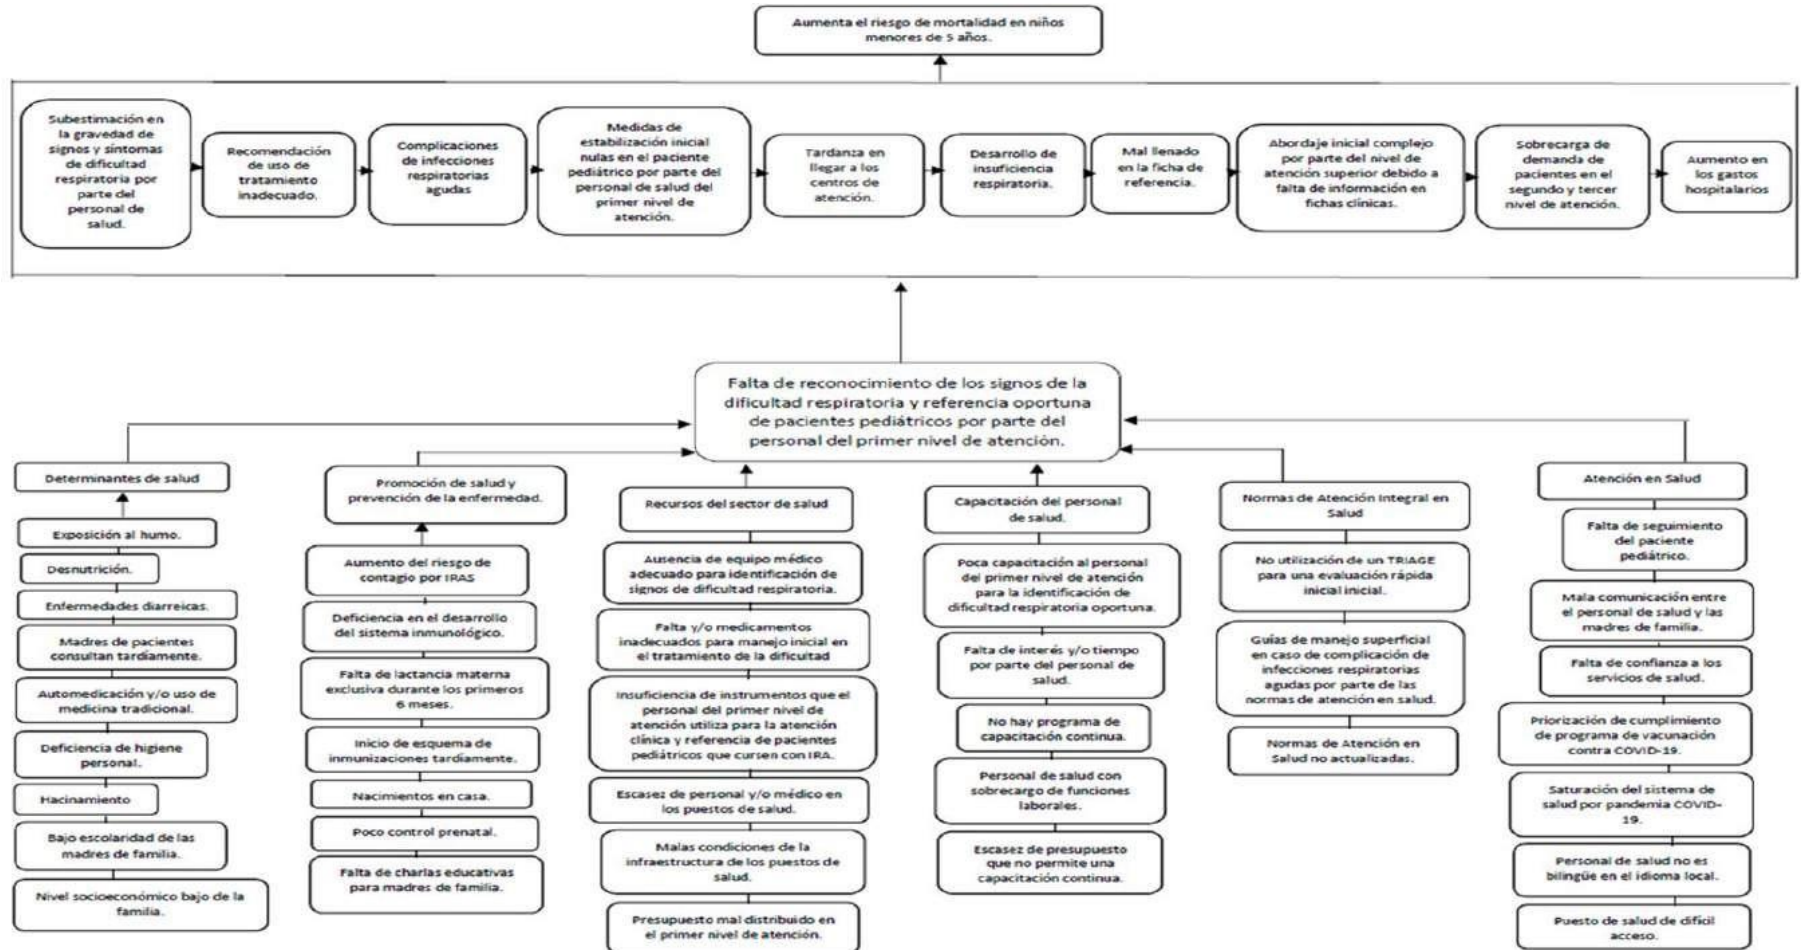 Aumenta el riesgo de mortalidad en niños
menores de 5 años.
Subestimación en
la gravedad de
signos y síntomas
de dificultad
respiratoria por
parte del
personal de
salud.
Recomendación
de uso de
tratamiento
inadecuado.
Complicaciones
de infecciones
respiratorias
agudas
Medidas de
estabilización inicial
nulas en el paciente
pediátrico por parte del
personal de salud del
primer nivel de
atención.
Tardanza en
llegar a los
centros de
atención.
Desarrollo de
insuficiencia
respiratoria.
Mal llenado
en la ficha de
referencia.
Abordaje inicial complejo
por parte del nivel de
atención superior debido a
falta de información en
fichas clínicas.
Sobrecarga de
demanda de
pacientes en el
segundo y tercer
nivel de atención.
Aumento en
los gastos
hospitalarios
Falta de reconocimiento de los signos de la
dificultad respiratoria y referencia oportuna
de pacientes pediátricos por parte del
personal del primer nivel de atención.
Determinantes de salud
Exposición al humo.
Desnutrición.
Enfermedades diarreicas.
Madres de pacientes
consultan tardíamente.
Automedicación y/o uso de
medicina tradicional.
Deficiencia de higiene
personal.
Hacinamiento
Bajo escolaridad de las
madres de familia.
Nivel socioeconómico bajo de la
familia.
Promoción de salud y
prevención de la enfermedad.
Aumento del riesgo de
contagio por IRAS
Deficiencia en el desarrollo
del sistema inmunológico.
Falta de lactancia materna
exclusiva durante los primeros
6 meses.
Inicio de esquema de
inmunizaciones tardiamente.
Nacimientos en casa.
Poco control prenatal.
Falta de charlas educativas
para madres de familia.
Recursos del sector de salud
Ausencia de equipo médico
adecuado para identificación de
signos de dificultad respiratoria.
Falta y/o medicamentos
inadecuados para manejo inicial en
el tratamiento de la dificultad
Insuficiencia de instrumentos que el
personal del primer nivel de
atención utiliza para la atención
clínica y referencia de pacientes
pediátricos que cursen con IRA.
Escasez de personal y/o médico en
los puestos de salud.
Malas condiciones de la
infraestructura de los puestos de
salud.
Presupuesto mal distribuido en
el primer nivel de atención.
Capacitación del personal
de salud.
Poca capacitación al personal
del primer nivel de atención
para la identificación de
dificultad respiratoria oportuna.
Falta de interés y/o tiempo
por parte del personal de
salud.
No hay programa de
capacitación continua.
Personal de salud con
sobrecargo de funciones
laborales.
Escasez de presupuesto
que no permite una
capacitación continua.
Normas de Atención Integral en
Salud
No utilización de un TRIAGE
para una evaluación rápida
inicial inicial.
Guías de manejo superficial
en caso de complicación de
infecciones respiratorias
agudas por parte de las
normas de atención en salud.
Normas de Atención en
Salud no actualizadas.
Atención en Salud
Falta de seguimiento
del paciente
pediátrico.
Mala comunicación entre
el personal de salud y las
madres de familia.
Falta de confianza a los
servicios de salud.
Priorización de cumplimiento
de programa de vacunación
contra COVID-19.
Saturación del sistema de
salud por pandemia COVID-
19.
Personal de salud no es
bilingüe en el idioma local.
Puesto de salud de difícil
acceso.